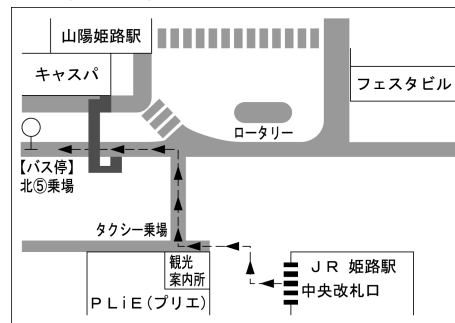 山陽姫路駅
キャスパ
フェスタビル
ロータリー
【バス停】
北⑤乗場
タクシー乗場
観光
案内所
PLiE(プリエ)
JR 姫路駅
中央改札口